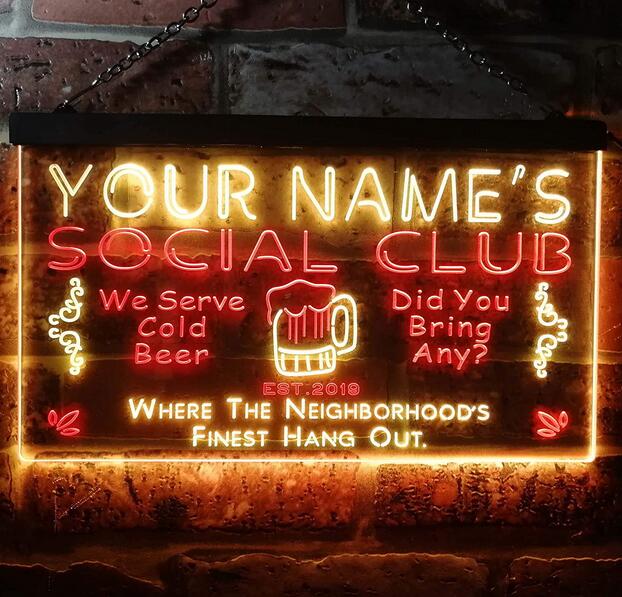 YOUR NAME'S
SOCIAL CLUB
We Serve
Cold
Beer
Did You
Bring
Any?
EST.2019
WHERE THE NEIGHBORHOOD'S
FINEST HANG OUT.